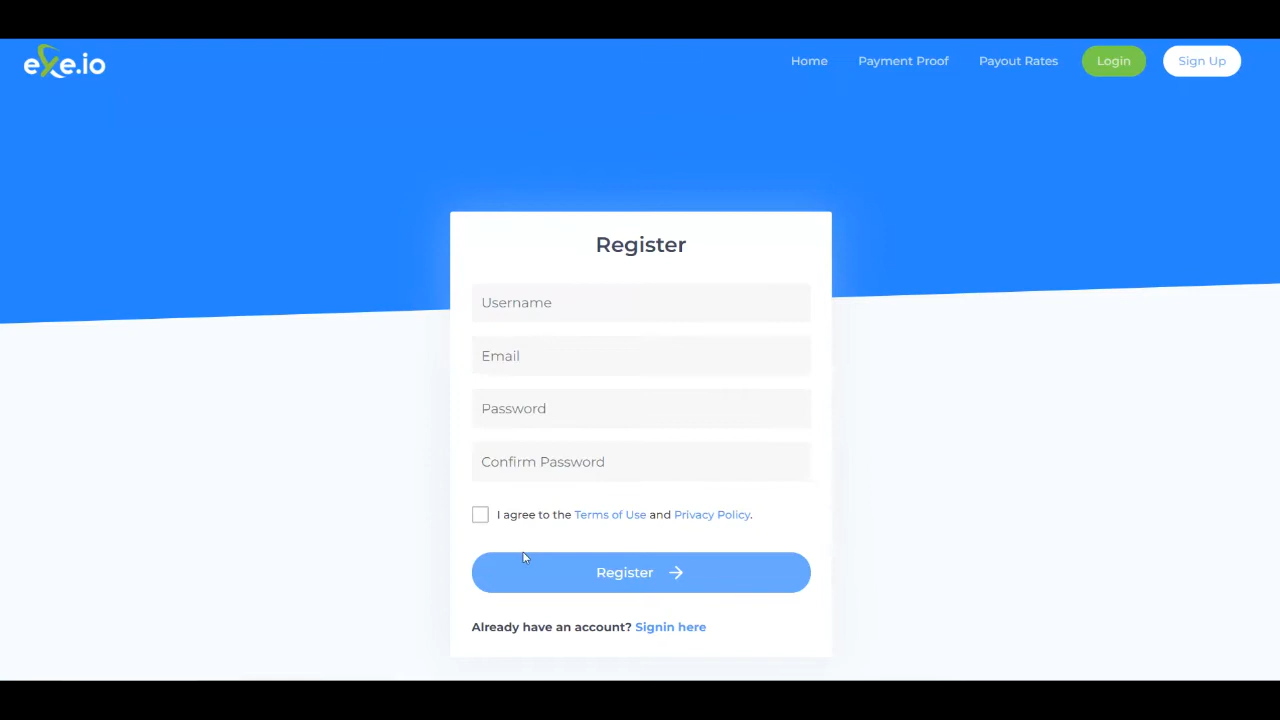 exe.io
Home Payment Proof Payout Rates Login Sign Up
Register
Username
Email
Password
Confirm Password
I agree to the Terms of Use and Privacy Policy.
Register
Already have an account? Signin here